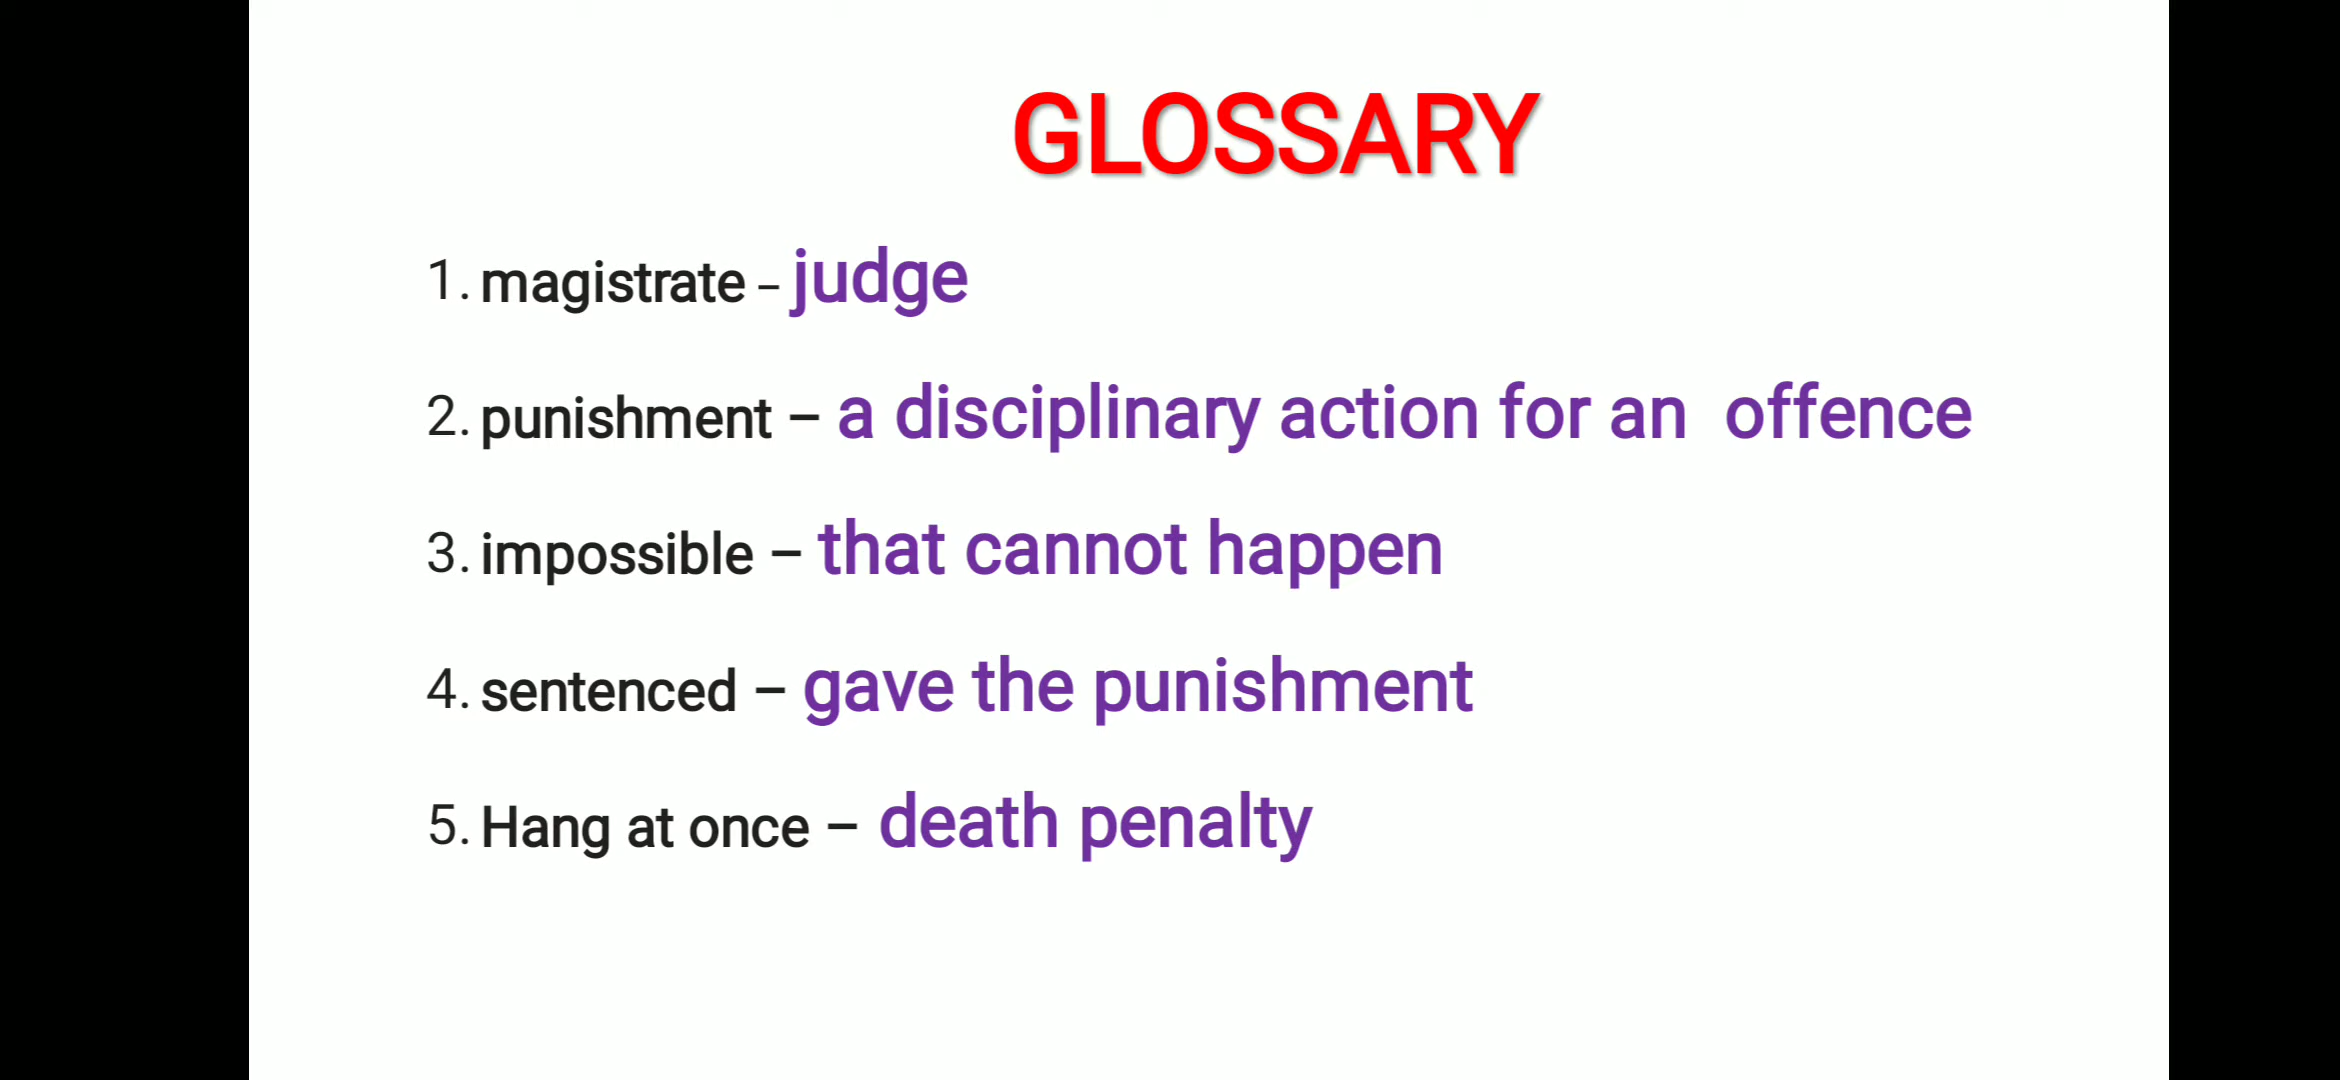 GLOSSARY
1. magistrate – judge
2. punishment – a disciplinary action for an  offence
3. impossible – that cannot happen
4. sentenced – gave the punishment
5. Hang at once – death penalty